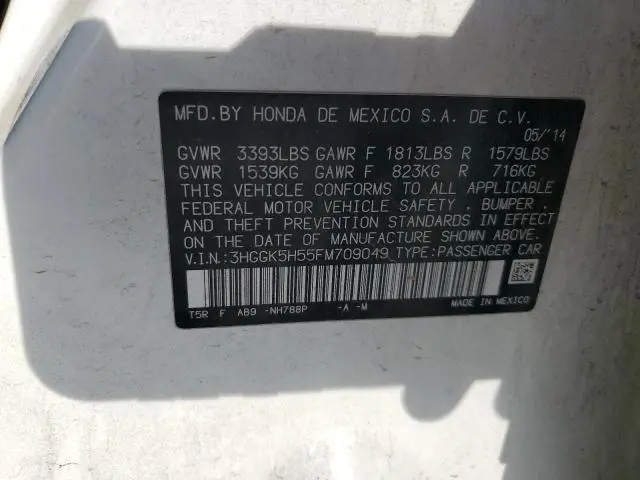 MFD.BY HONDA DE MEXICO S.A. DE C.V.
05/'14
GVWR 3393LBS GAWR F 1813LBS R 1579LBS
GVWR 1539KG GAWR F 823KG R 716KG
THIS VEHICLE CONFORMS TO ALL APPLICABLE
FEDERAL MOTOR VEHICLE SAFETY , BUMPER ,
AND THEFT PREVENTION STANDARDS IN EFFECT
ON THE DATE OF MANUFACTURE SHOWN ABOVE.
V.I.N.:3HGGK5H55FM709049 TYPE:PASSENGER CAR
T5R F AB9 -NH788P -A -M MADE IN MEXICO